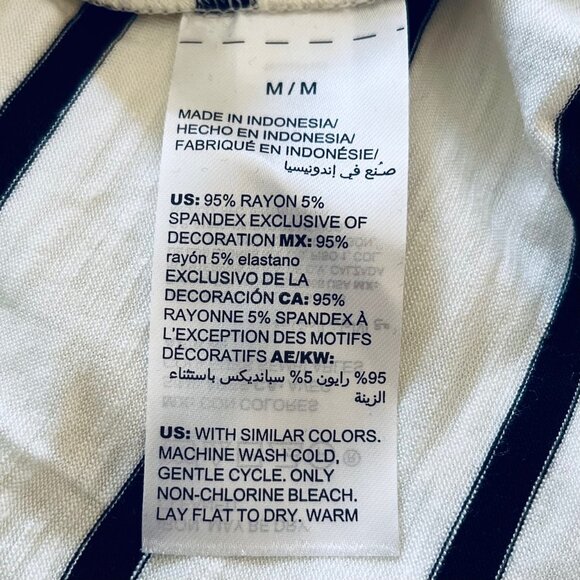 M / M
MADE IN INDONESIA/
HECHO EN INDONESIA/
FABRIQUÉ EN INDONÉSIE/
صُنع في إندونيسيا
US: 95% RAYON 5%
SPANDEX EXCLUSIVE OF
DECORATION MX: 95%
rayón 5% elastano
EXCLUSIVO DE LA
DECORACIÓN CA: 95%
RAYONNE 5% SPANDEX À
L'EXCEPTION DES MOTIFS
DÉCORATIFS AE/KW:
95% رايون 5% سبانديكس باستثناء
الزينة
US: WITH SIMILAR COLORS.
MACHINE WASH COLD,
GENTLE CYCLE. ONLY
NON-CHLORINE BLEACH.
LAY FLAT TO DRY. WARM